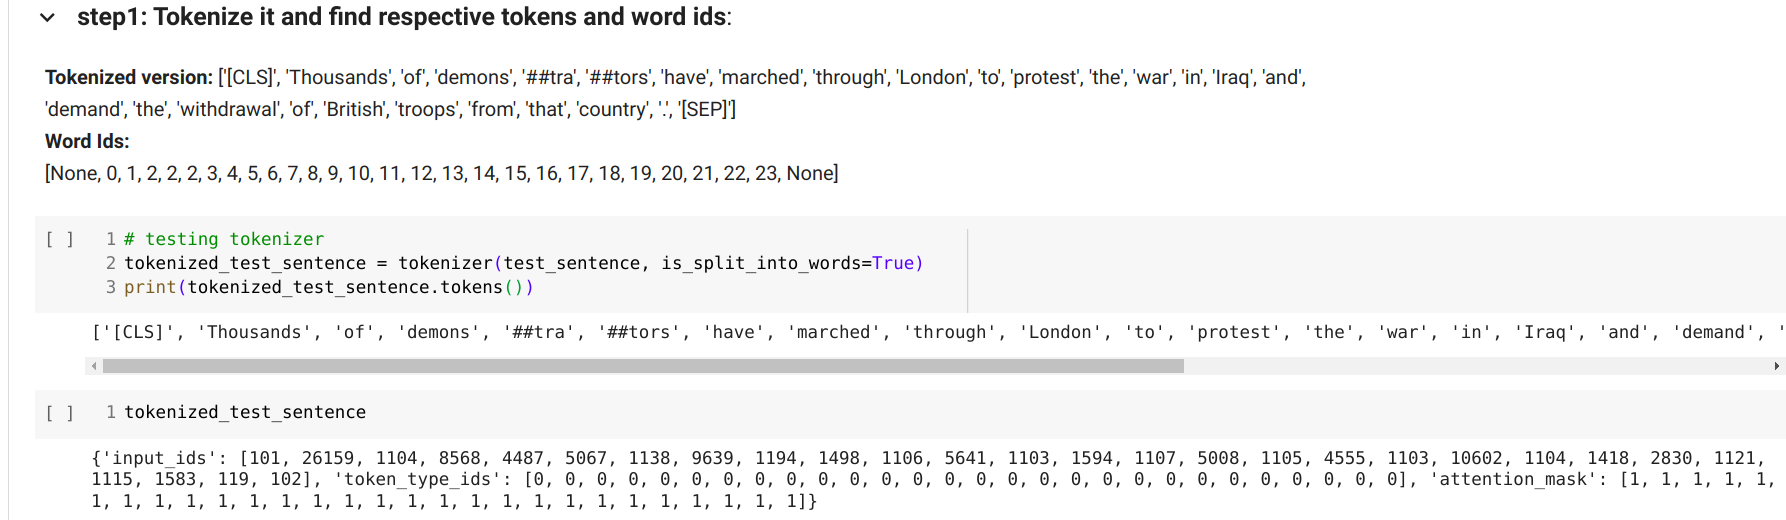 step1: Tokenize it and find respective tokens and word ids:
Tokenized version: ['[CLS]', 'Thousands', 'of', 'demons', '##tra', '##tors', 'have', 'marched', 'through', 'London', 'to', 'protest', 'the', 'war', 'in', 'Iraq', 'and',
'demand', 'the', 'withdrawal', 'of', 'British', 'troops', 'from', 'that', 'country', '.', '[SEP]']
Word Ids:
[None, 0, 1, 2, 2, 2, 3, 4, 5, 6, 7, 8, 9, 10, 11, 12, 13, 14, 15, 16, 17, 18, 19, 20, 21, 22, 23, None]
[ ] 1 # testing tokenizer
2 tokenized_test_sentence = tokenizer(test_sentence, is_split_into_words=True)
3 print(tokenized_test_sentence.tokens())
['[CLS]', 'Thousands', 'of', 'demons', '##tra', '##tors', 'have', 'marched', 'through', 'London', 'to', 'protest', 'the', 'war', 'in', 'Iraq', 'and', 'demand', '
[ ] 1 tokenized_test_sentence
{'input_ids': [101, 26159, 1104, 8568, 4487, 5067, 1138, 9639, 1194, 1498, 1106, 5641, 1103, 1594, 1107, 5008, 1105, 4555, 1103, 10602, 1104, 1418, 2830, 1121,
1115, 1583, 119, 102], 'token_type_ids': [0, 0, 0, 0, 0, 0, 0, 0, 0, 0, 0, 0, 0, 0, 0, 0, 0, 0, 0, 0, 0, 0, 0, 0, 0, 0, 0, 0], 'attention_mask': [1, 1, 1, 1, 1,
1, 1, 1, 1, 1, 1, 1, 1, 1, 1, 1, 1, 1, 1, 1, 1, 1, 1, 1, 1, 1, 1, 1]}